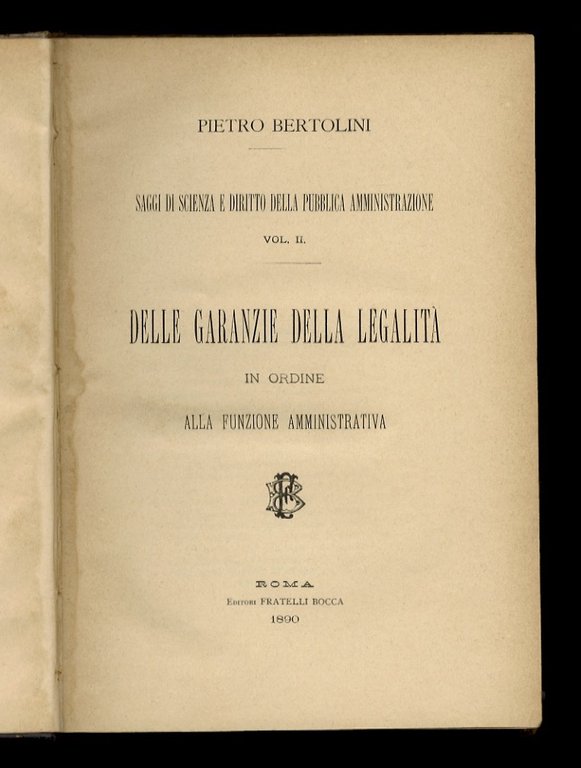 PIETRO BERTOLINI
SAGGI DI SCIENZA E DIRITTO DELLA PUBBLICA AMMINISTRAZIONE
VOL. II.
DELLE GARANZIE DELLA LEGALITÀ
IN ORDINE
ALLA FUNZIONE AMMINISTRATIVA
ROMA
EDITORI FRATELLI BOCCA
1890